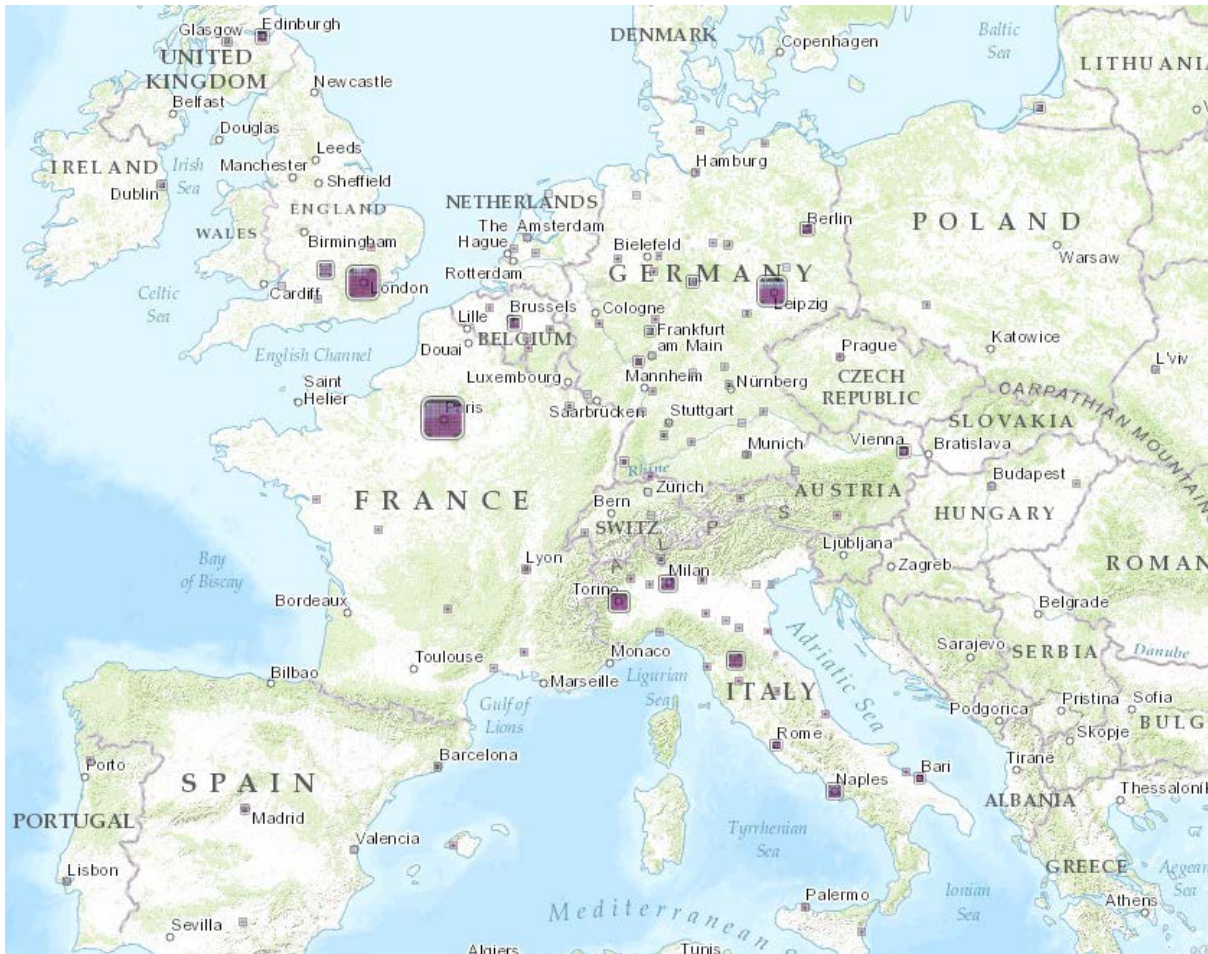 Glasgow
Edinburgh
DENMARK
Copenhagen
Baltic
Sea
LITHUANIA
UNITED
KINGDOM
Newcastle
Belfast
Douglas
Leeds
IRELAND
Irish
Sea
Manchester
Sheffield
Dublin
ENGLAND
WALES
Birmingham
Hamburg
NETHERLANDS
The
Hague
Amsterdam
Rotterdam
Bielefeld
Berlin
POLAND
Warsaw
GERMANY
Celtic
Sea
Cardiff
London
Leipzig
Brussels
Lille
BELGIUM
Cologne
Douai
Frankfurt
am Main
Prague
Katowice
L'viv
English Channel
Luxembourg
Mannheim
Nürnberg
CZECH
REPUBLIC
CARPATHIAN MOUNTAINS
Saint
Helier
Paris
Saarbrücken
Stuttgart
SLOVAKIA
Munich
Vienna
Bratislava
Rhine
Budapest
FRANCE
Zürich
Bern
AUSTRIA
SWITZ.
HUNGARY
ALPS
Ljubljana
Zagreb
ROMAN
Bay
of Biscay
Lyon
Milan
Torino
Bordeaux
Belgrade
Sarajevo
SERBIA
Danube
Adriatic Sea
Toulouse
Monaco
Marseille
Ligurian
Sea
ITALY
Bilbao
Gulf of
Lions
Podgorica
Pristina
Sofia
BULG
Skopje
Rome
Tiranë
Barcelona
Porto
SPAIN
Naples
Bari
ALBANIA
Thessaloník
Madrid
PORTUGAL
Valencia
Tyrrhenian
Sea
Lisbon
GREECE
Aegean
Sea
Palermo
Ionian
Sea
Athens
Sevilla
Mediterranean S
Algiers
Tunis